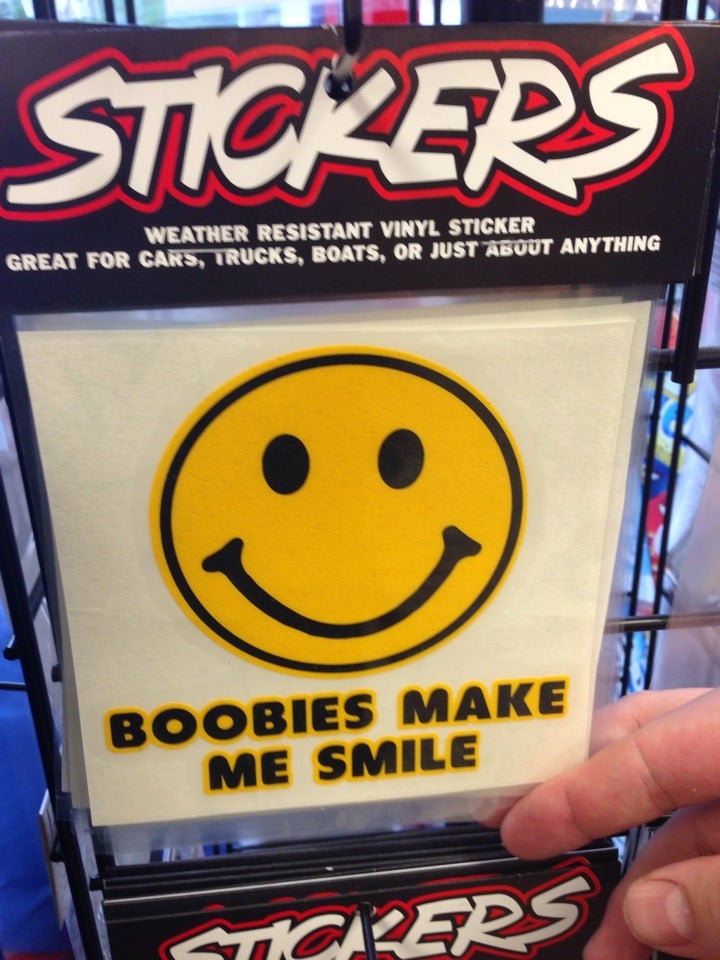 STICKERS
WEATHER RESISTANT VINYL STICKER
GREAT FOR CARS, TRUCKS, BOATS, OR JUST ABOUT ANYTHING
BOOBIES MAKE
ME SMILE
STICKERS